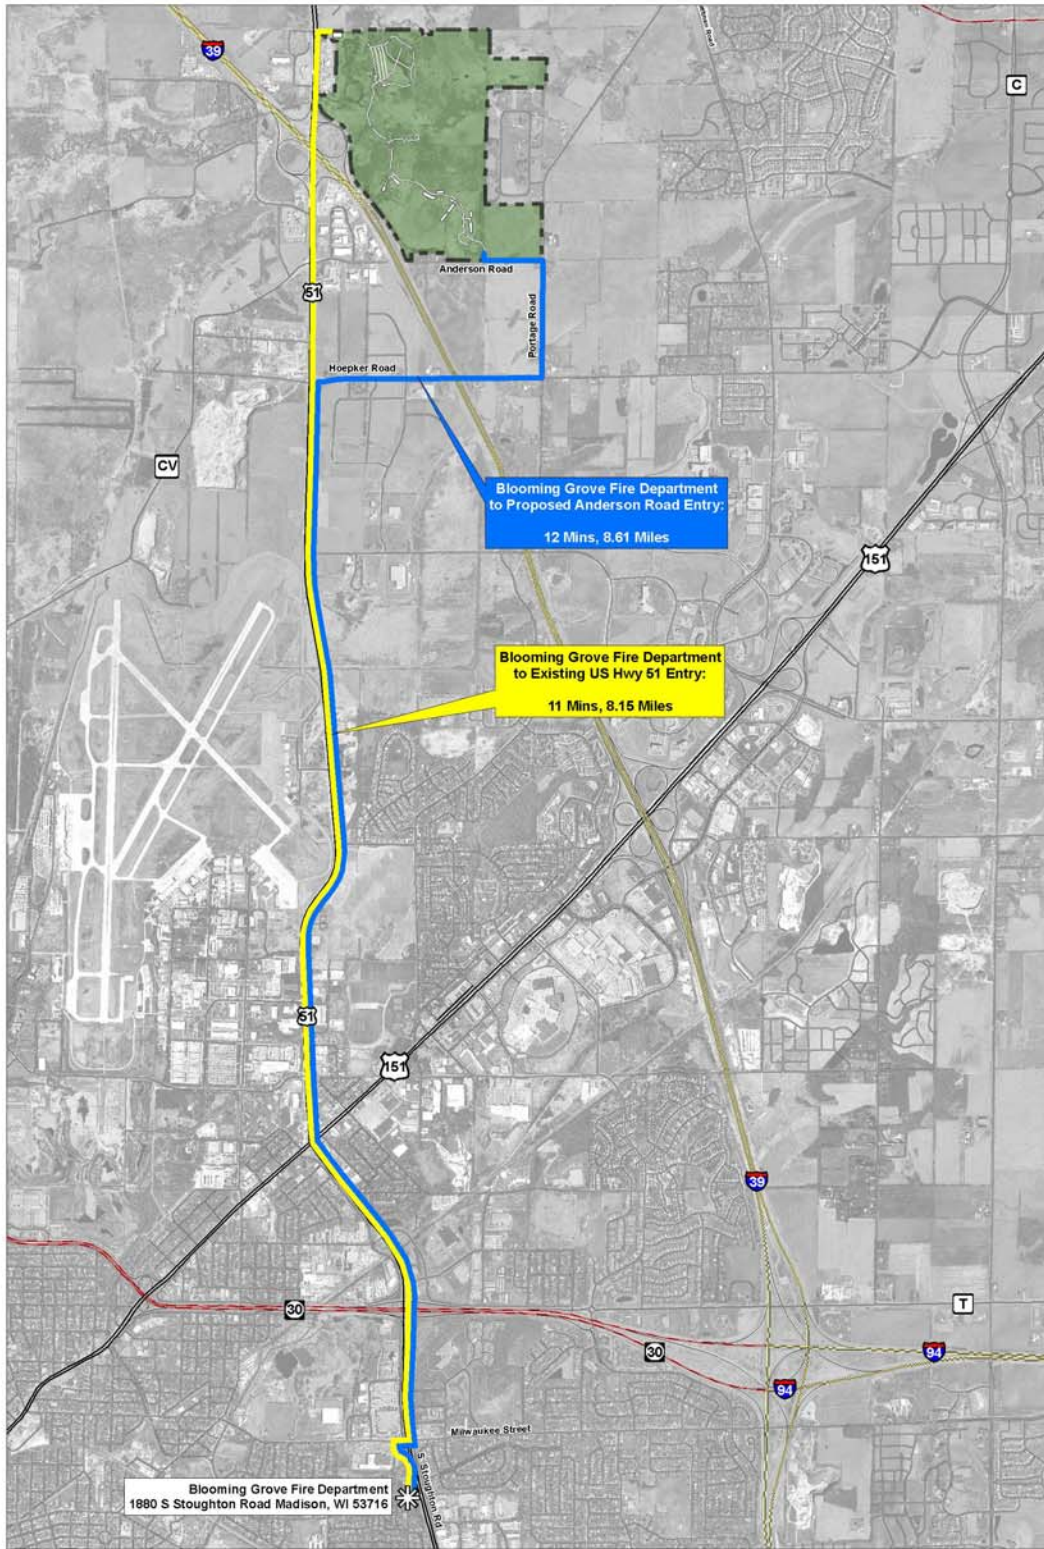 39
C
Anderson Road
51
Portage Road
Hoepker Road
CV
Blooming Grove Fire Department
to Proposed Anderson Road Entry:
12 Mins, 8.61 Miles
151
Blooming Grove Fire Department
to Existing US Hwy 51 Entry:
11 Mins, 8.15 Miles
51
151
39
30
T
30
94
94
Milwaukee Street
S Stoughton Rd
Blooming Grove Fire Department
1880 S Stoughton Road Madison, WI 53716